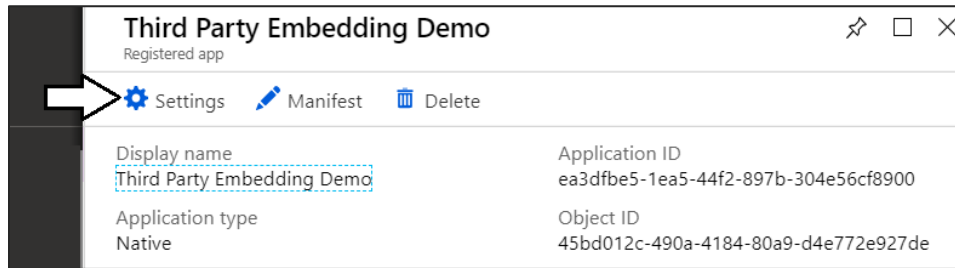 Third Party Embedding Demo
Registered app
Settings Manifest Delete
Display name
Third Party Embedding Demo
Application ID
ea3dfbe5-1ea5-44f2-897b-304e56cf8900
Application type
Native
Object ID
45bd012c-490a-4184-80a9-d4e772e927de